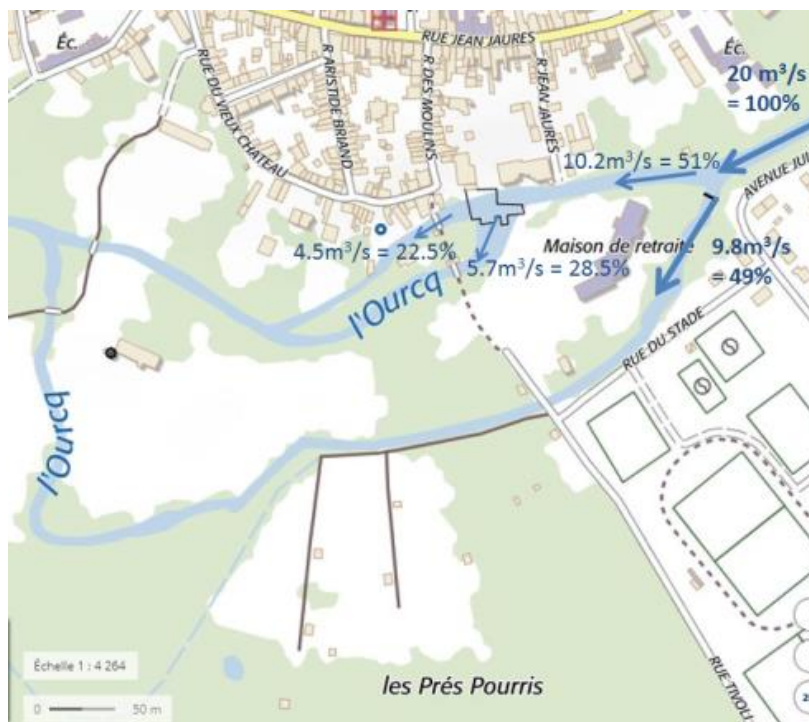 Éc.
RUE JEAN JAURES
Éc.
RUE DU VIEUX CHATEAU
R ARISTIDE BRIAND
R DES MOULINS
R JEAN JAURES
20 m³/s
= 100%
10.2m³/s = 51%
AVENUE JUL
4.5m³/s = 22.5%
Maison de retraite
9.8m³/s
= 49%
5.7m³/s = 28.5%
l'Ourcq
RUE DU STADE
l'Ourcq
Échelle 1 : 4 264
0 50 m
les Prés Pourris
RUE TIVOLI